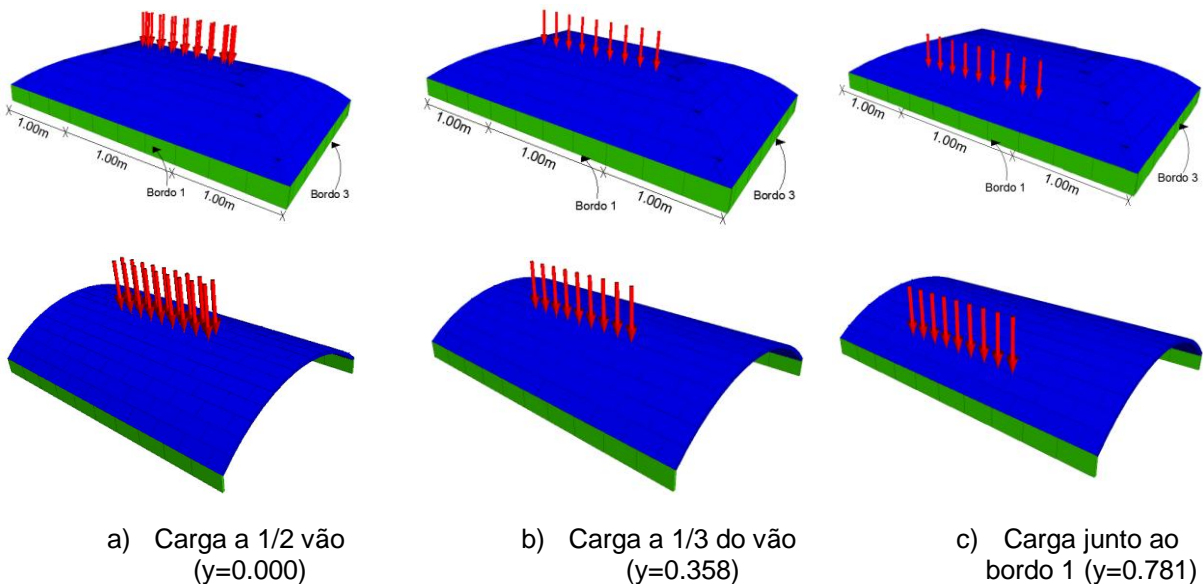 1.00m
1.00m
1.00m
Bordo 1
Bordo 3
1.00m
1.00m
1.00m
Bordo 1
Bordo 3
1.00m
1.00m
1.00m
Bordo 1
Bordo 3
a) Carga a 1/2 vão
(y=0.000)
b) Carga a 1/3 do vão
(y=0.358)
c) Carga junto ao
bordo 1 (y=0.781)